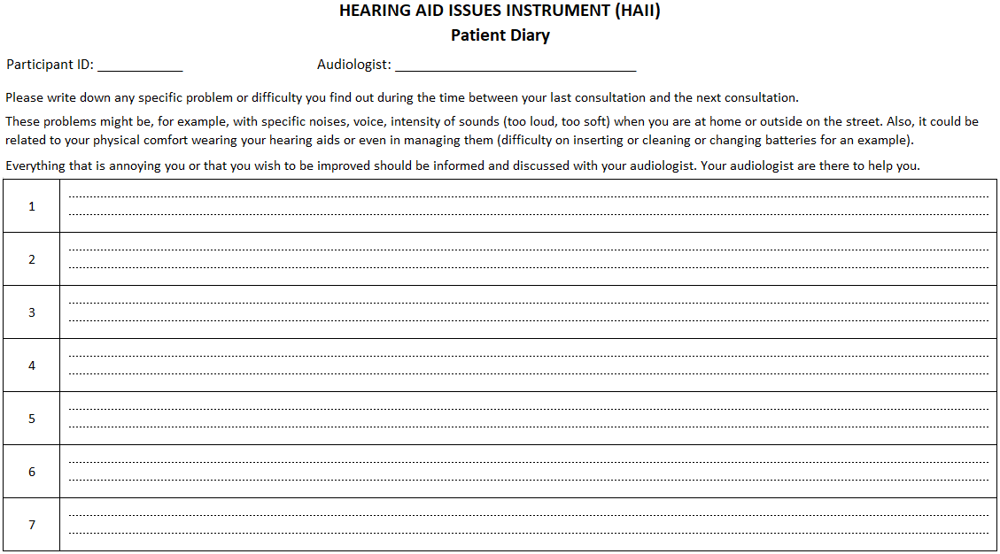 HEARING AID ISSUES INSTRUMENT (HAII)
Patient Diary
Participant ID: ____________ Audiologist: __________________________________
Please write down any specific problem or difficulty you find out during the time between your last consultation and the next consultation.
These problems might be, for example, with specific noises, voice, intensity of sounds (too loud, too soft) when you are at home or outside on the street. Also, it could be
related to your physical comfort wearing your hearing aids or even in managing them (difficulty on inserting or cleaning or changing batteries for an example).
Everything that is annoying you or that you wish to be improved should be informed and discussed with your audiologist. Your audiologist are there to help you.
1
2
3
4
5
6
7